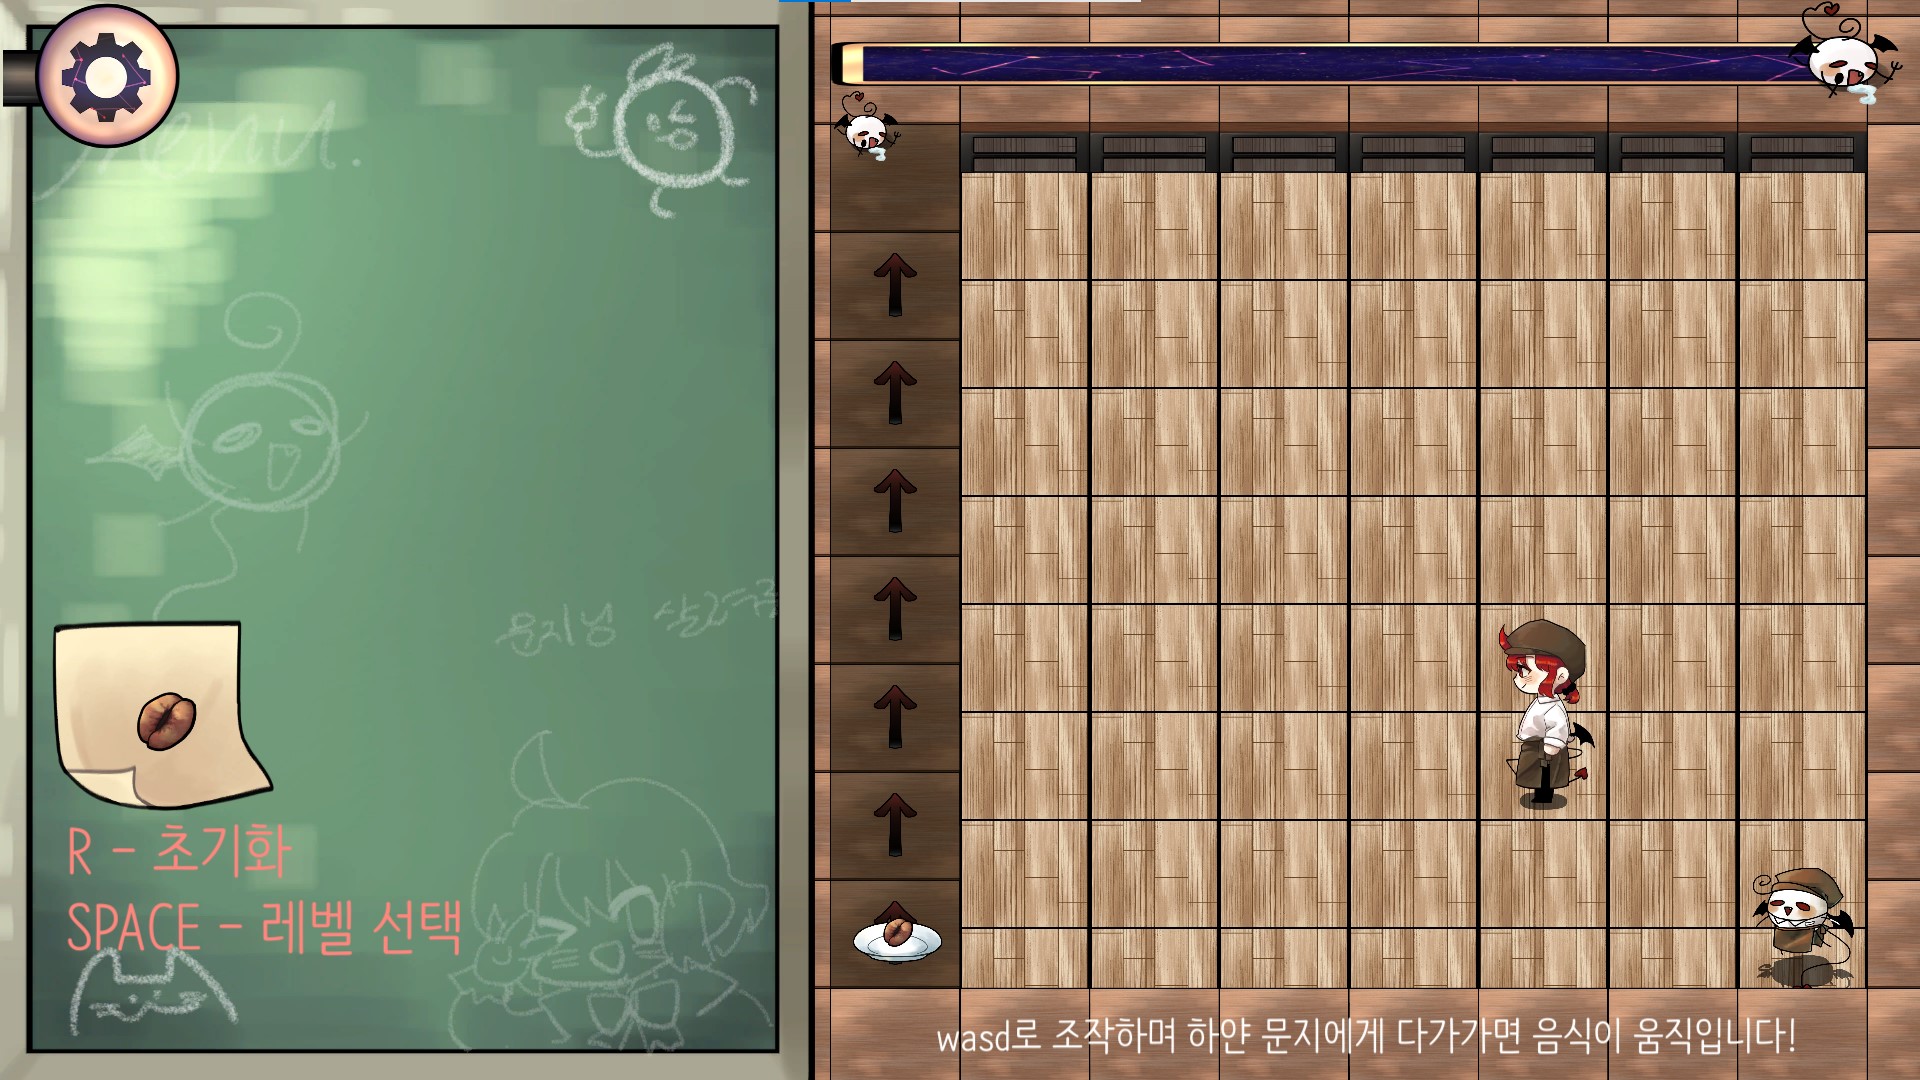 Menu.
R - 초기화
SPACE - 레벨 선택
wasd로 조작하며 하얀 문지에게 다가가면 음식이 움직입니다!